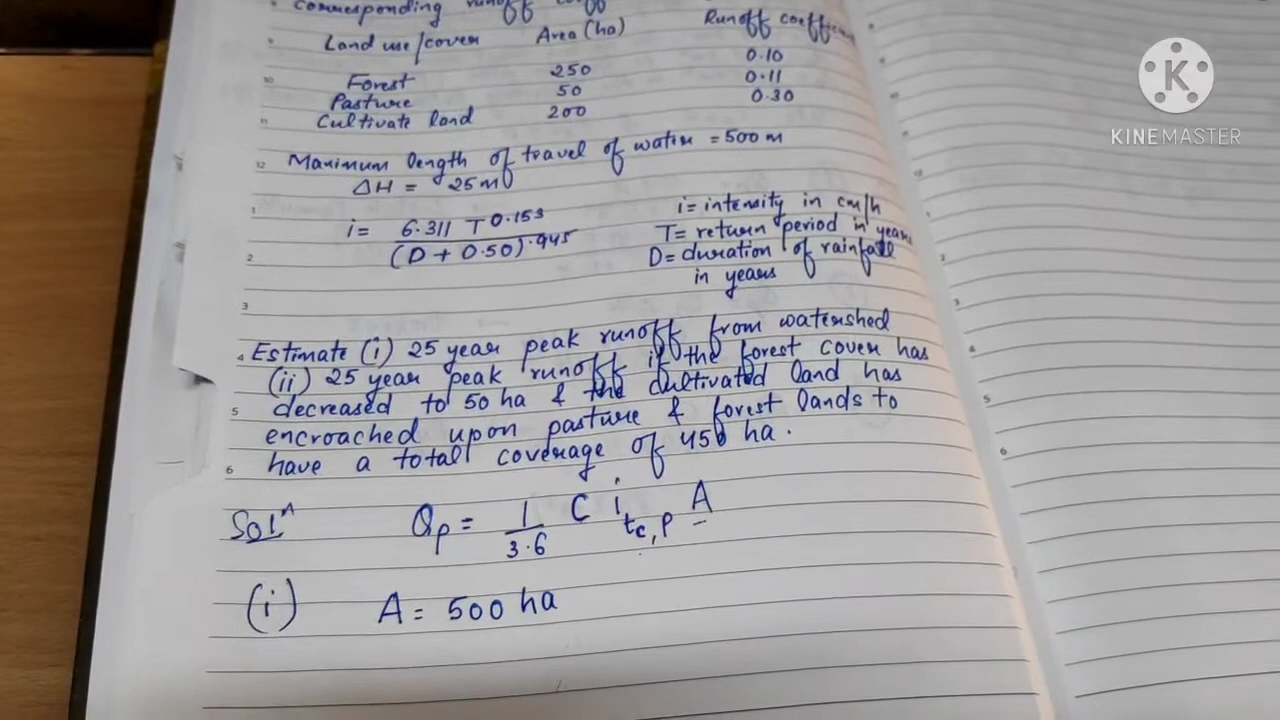 corresponding runoff coeff
Land use/cover Area (ha) Runoff coefficien
Forest 250 0.10
Pasture 50 0.11
Cultivate land 200 0.30
Maximum length of travel of water = 500 m
ΔH = 25m
i = 6.311 T^0.153 / (D + 0.50)^.945
i = intensity in cm/h
T = return period in years
D = duration of rainfall
in years
Estimate (i) 25 year peak runoff from watershed
(ii) 25 year peak runoff if the forest cover has
decreased to 50 ha & the cultivated land has
encroached upon pasture & forest lands to
have a total coverage of 450 ha.
Solⁿ Qp = 1/3.6 C i tc,p A
(i) A = 500 ha
K
KINEMASTER